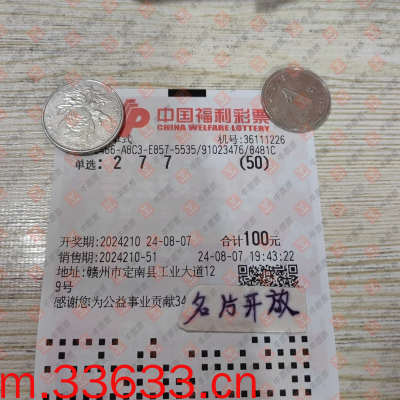 中国福利彩票
CHINA WELFARE LOTTERY
单式 机号:36111226
466-A8C3-E857-5535/91023476/8481C
单选: 2 7 7 (50)
开奖期:2024210 24-08-07 合计100元
销售期:2024210-51 24-08-07 19:43:22
地址:赣州市定南县工业大道12
9号
感谢您为公益事业贡献34
名片开放
m.33633.cn